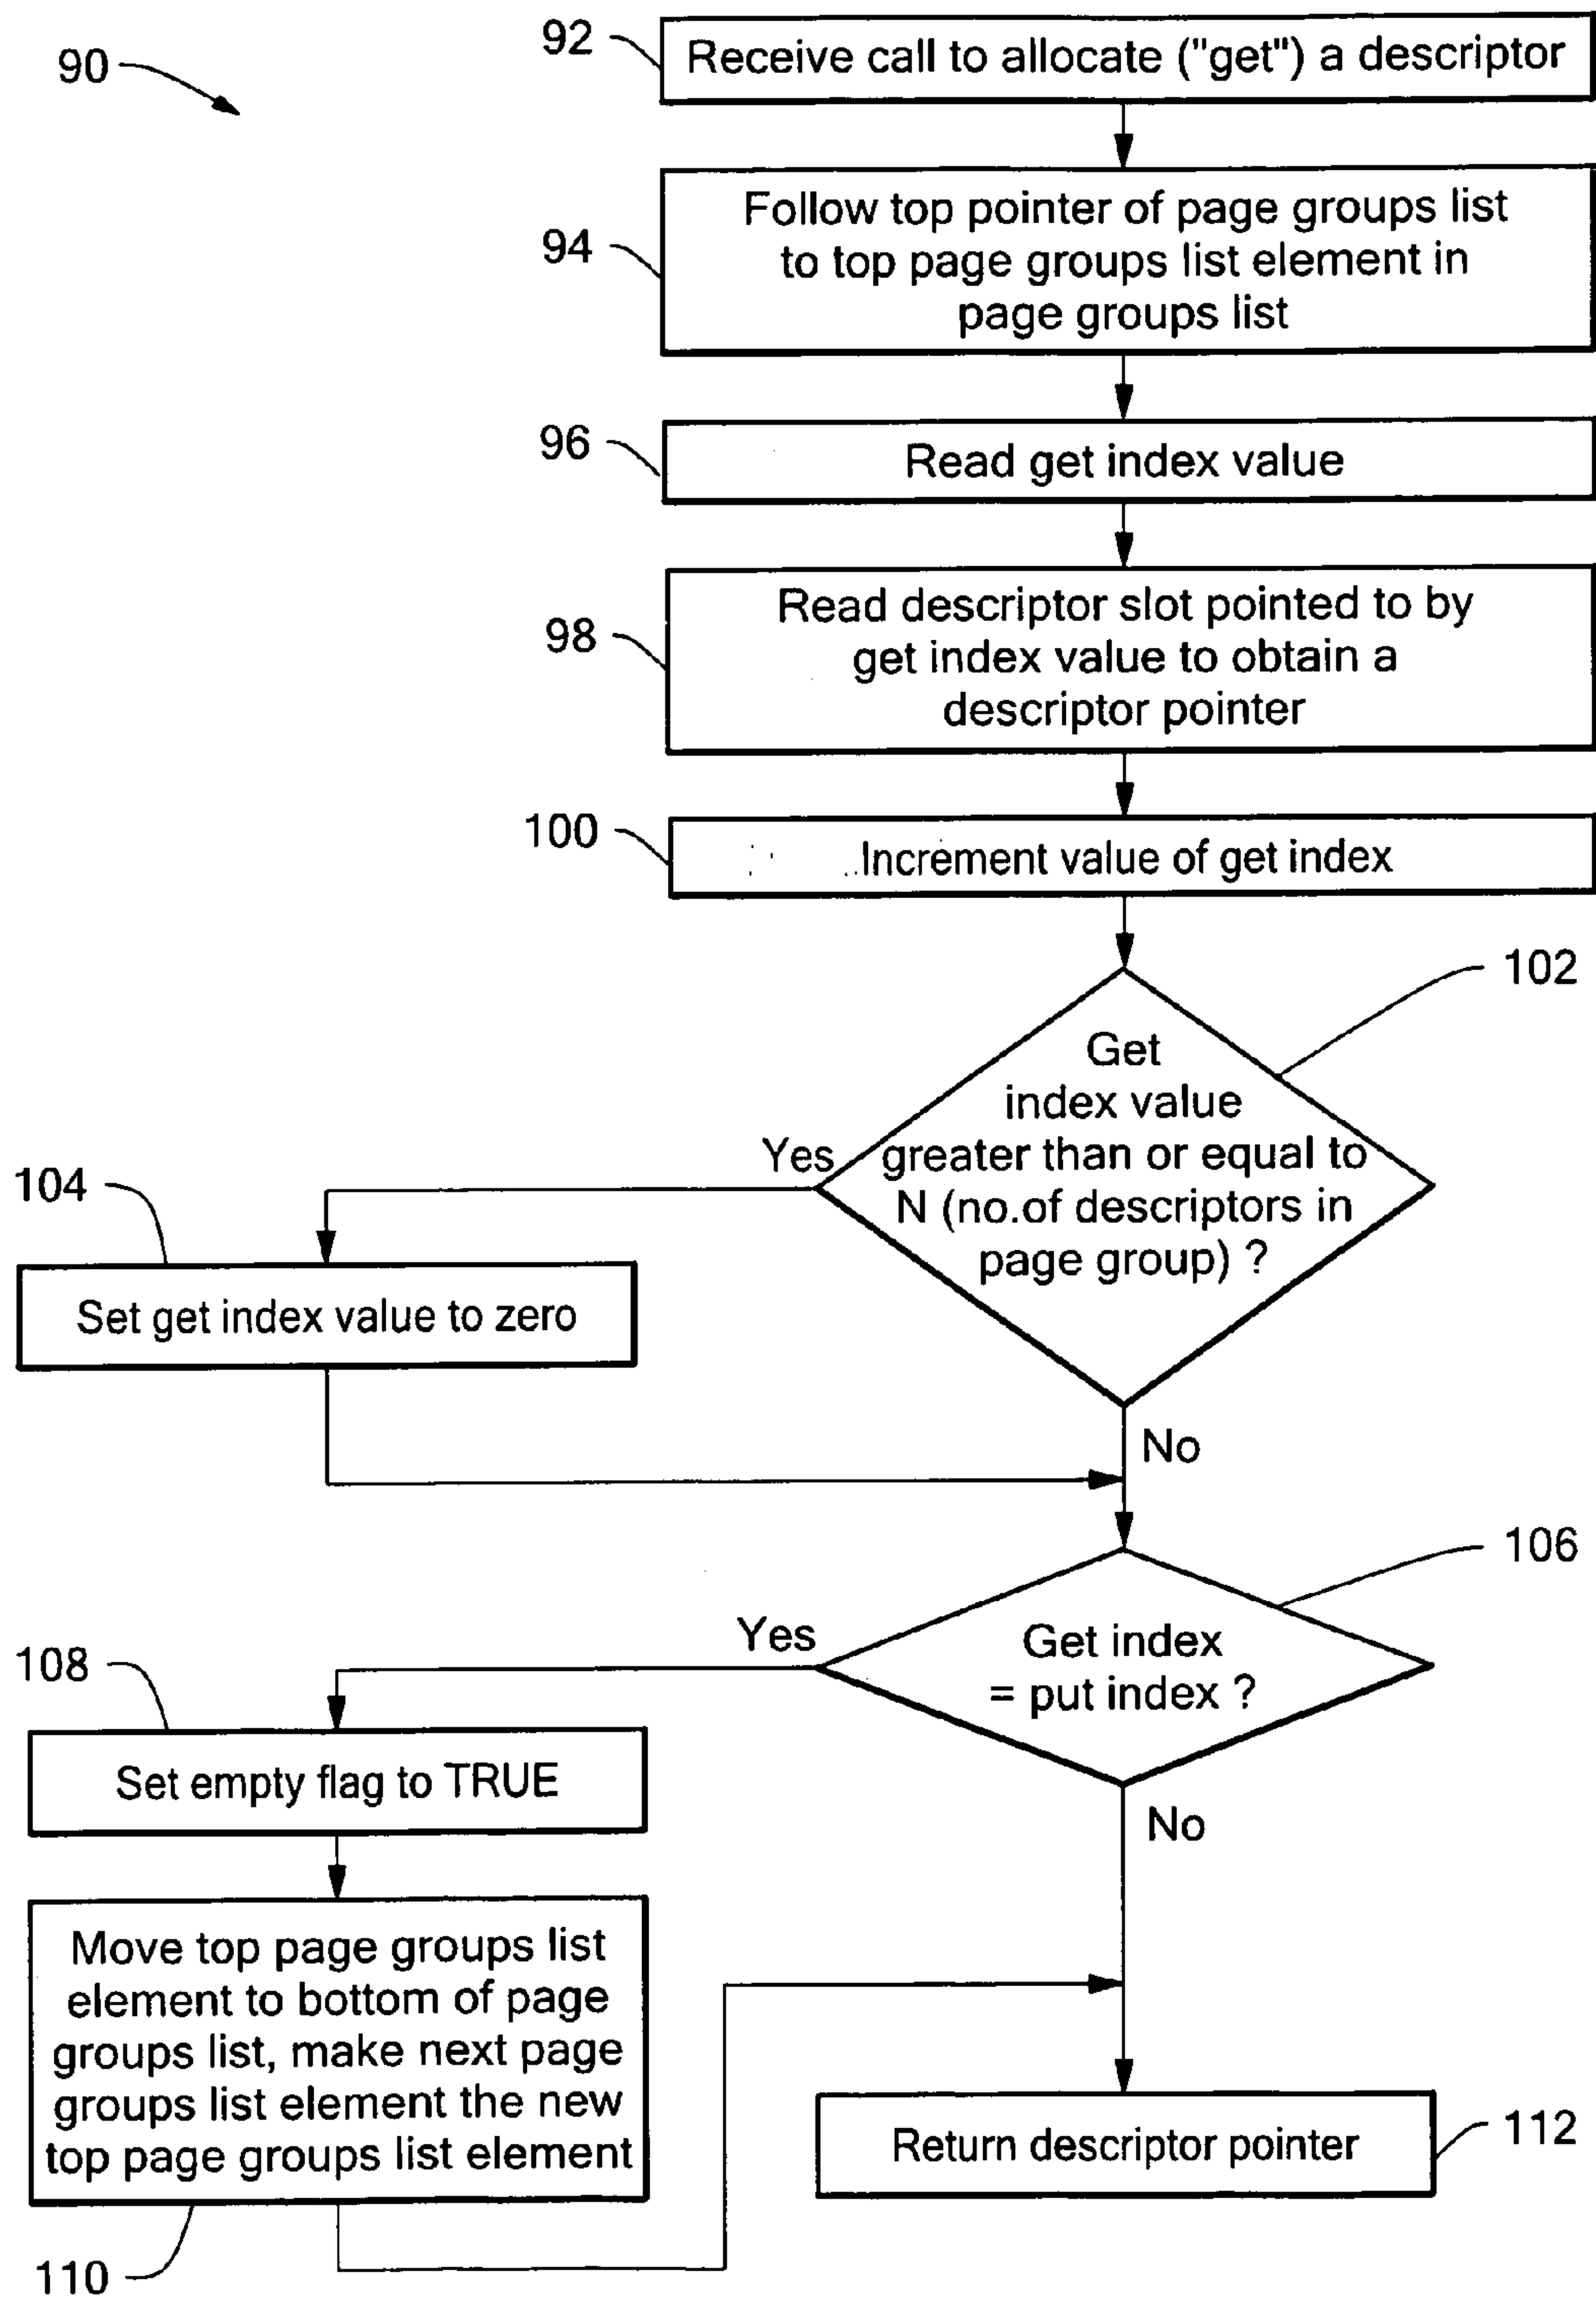 90
92
Receive call to allocate ("get") a descriptor
94
Follow top pointer of page groups list
to top page groups list element in
page groups list
96
Read get index value
98
Read descriptor slot pointed to by
get index value to obtain a
descriptor pointer
100
Increment value of get index
102
Get
index value
greater than or equal to
N (no.of descriptors in
page group) ?
Yes
104
Set get index value to zero
No
106
Get index
= put index ?
Yes
108
Set empty flag to TRUE
No
Move top page groups list
element to bottom of page
groups list, make next page
groups list element the new
top page groups list element
110
Return descriptor pointer
112